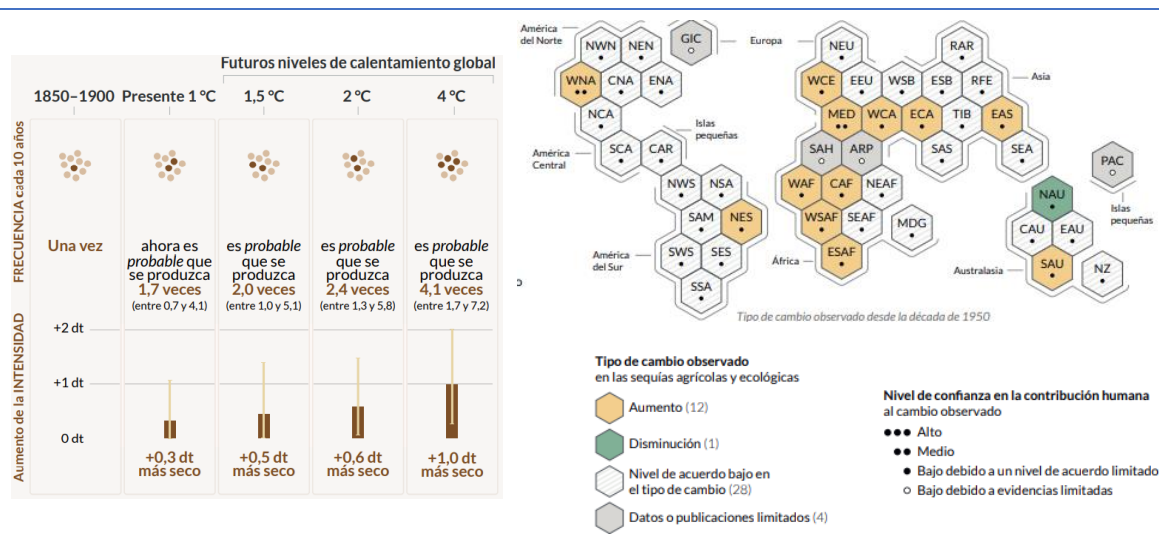 Futuros niveles de calentamiento global
1850–1900 Presente 1 °C 1,5 °C 2 °C 4 °C
FRECUENCIA cada 10 años
Una vez
ahora es
probable que
se produzca
1,7 veces
(entre 0,7 y 4,1)
es probable
que se
produzca
2,0 veces
(entre 1,0 y 5,1)
es probable
que se
produzca
2,4 veces
(entre 1,3 y 5,8)
es probable
que se
produzca
4,1 veces
(entre 1,7 y 7,2)
Aumento de la INTENSIDAD
+2 dt
+1 dt
0 dt
+0,3 dt
más seco
+0,5 dt
más seco
+0,6 dt
más seco
+1,0 dt
más seco
América
del Norte
NWN NEN GIC
WNA CNA ENA
NCA
Islas
pequeñas
América
Central
SCA CAR
NWS NSA
SAM NES
América
del Sur
SWS SES
SSA
Europa
NEU RAR
WCE EEU WSB ESB RFE
Asia
MED WCA ECA TIB EAS
SAH ARP SAS SEA
WAF CAF NEAF
WSAF SEAF MDG
África
ESAF
PAC
Islas
pequeñas
NAU
CAU EAU
Australasia
SAU NZ
o
Tipo de cambio observado desde la década de 1950
Tipo de cambio observado
en las sequías agrícolas y ecológicas
Aumento (12)
Disminución (1)
Nivel de acuerdo bajo en
el tipo de cambio (28)
Datos o publicaciones limitados (4)
Nivel de confianza en la contribución humana
al cambio observado
Alto
Medio
Bajo debido a un nivel de acuerdo limitado
Bajo debido a evidencias limitadas